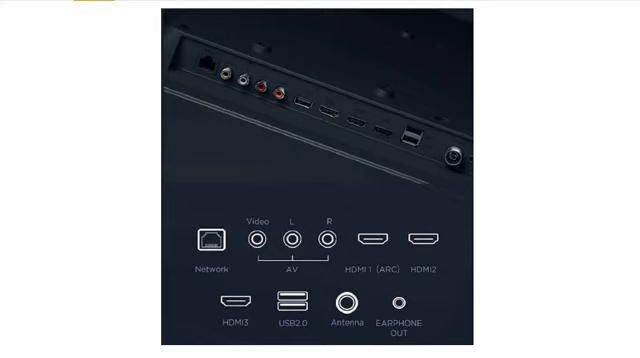 Video L R
Network AV HDMI 1 (ARC) HDMI2
HDMI3 USB2.0 Antenna EARPHONE
OUT